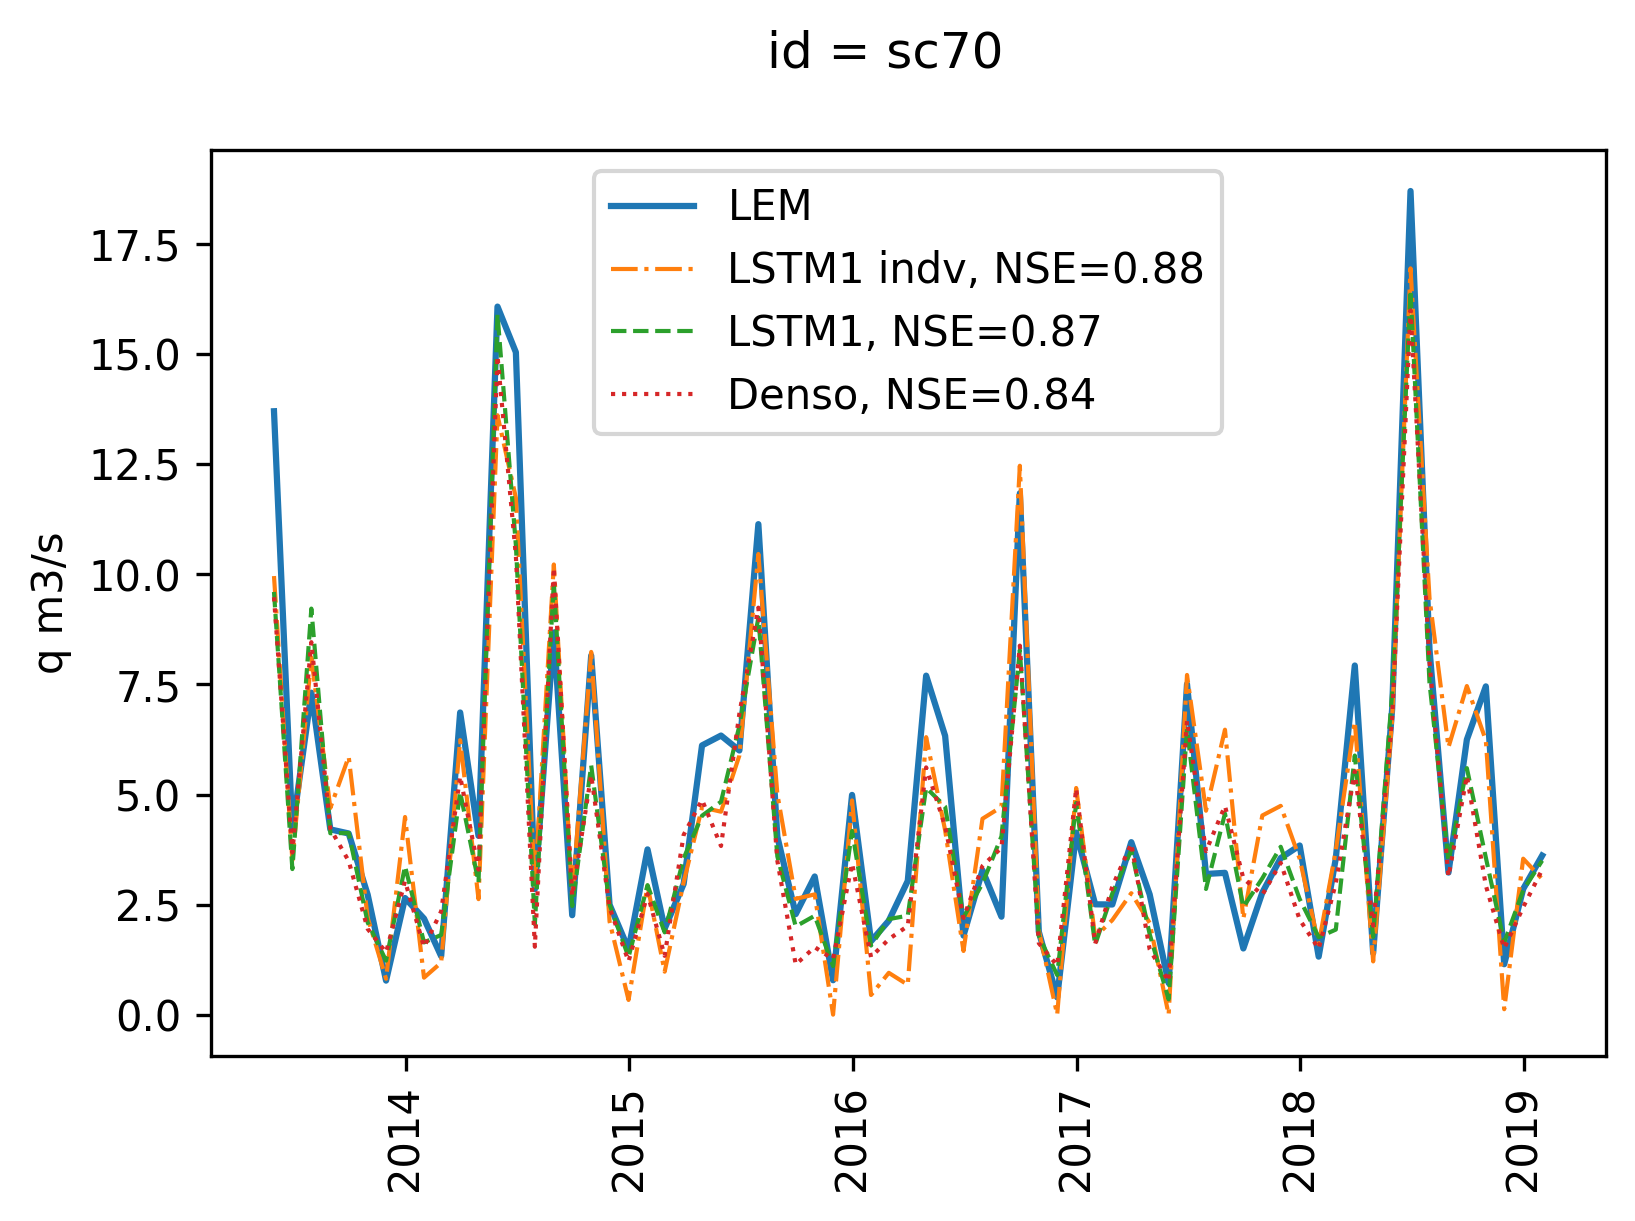 id = sc70
LEM
LSTM1 indv, NSE=0.88
LSTM1, NSE=0.87
Denso, NSE=0.84
q m3/s
17.5
15.0
12.5
10.0
7.5
5.0
2.5
0.0
2014
2015
2016
2017
2018
2019